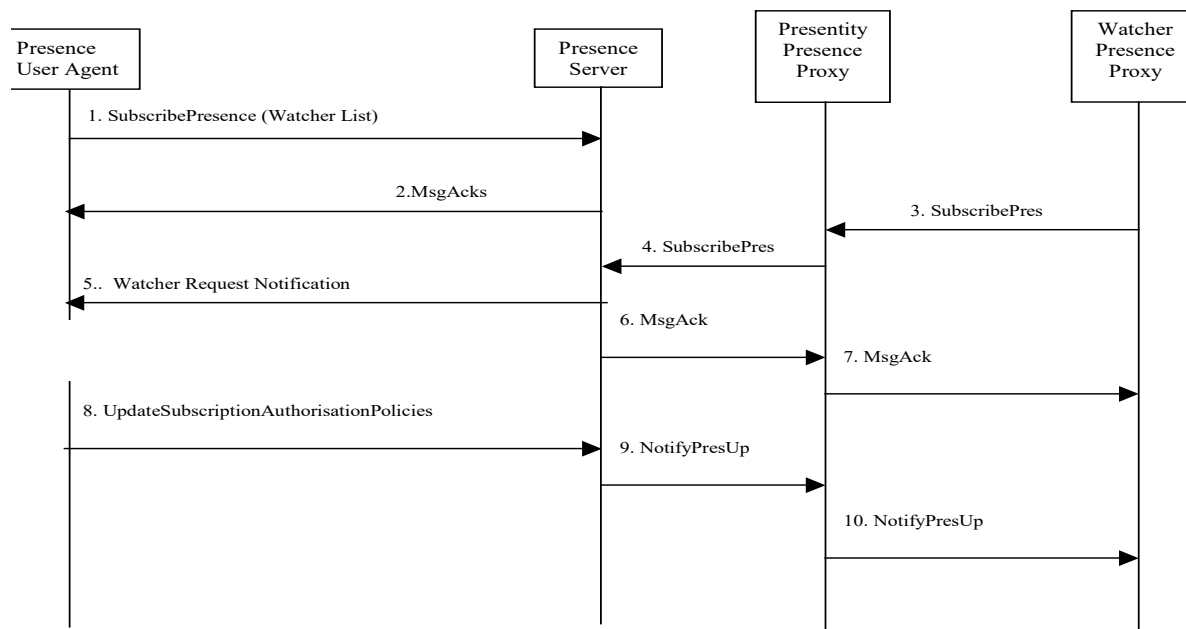 Presence
User Agent
Presence
Server
Presentity
Presence
Proxy
Watcher
Presence
Proxy
1. SubscribePresence (Watcher List)
2.MsgAcks
3. SubscribePres
4. SubscribePres
5.. Watcher Request Notification
6. MsgAck
7. MsgAck
8. UpdateSubscriptionAuthorisationPolicies
9. NotifyPresUp
10. NotifyPresUp